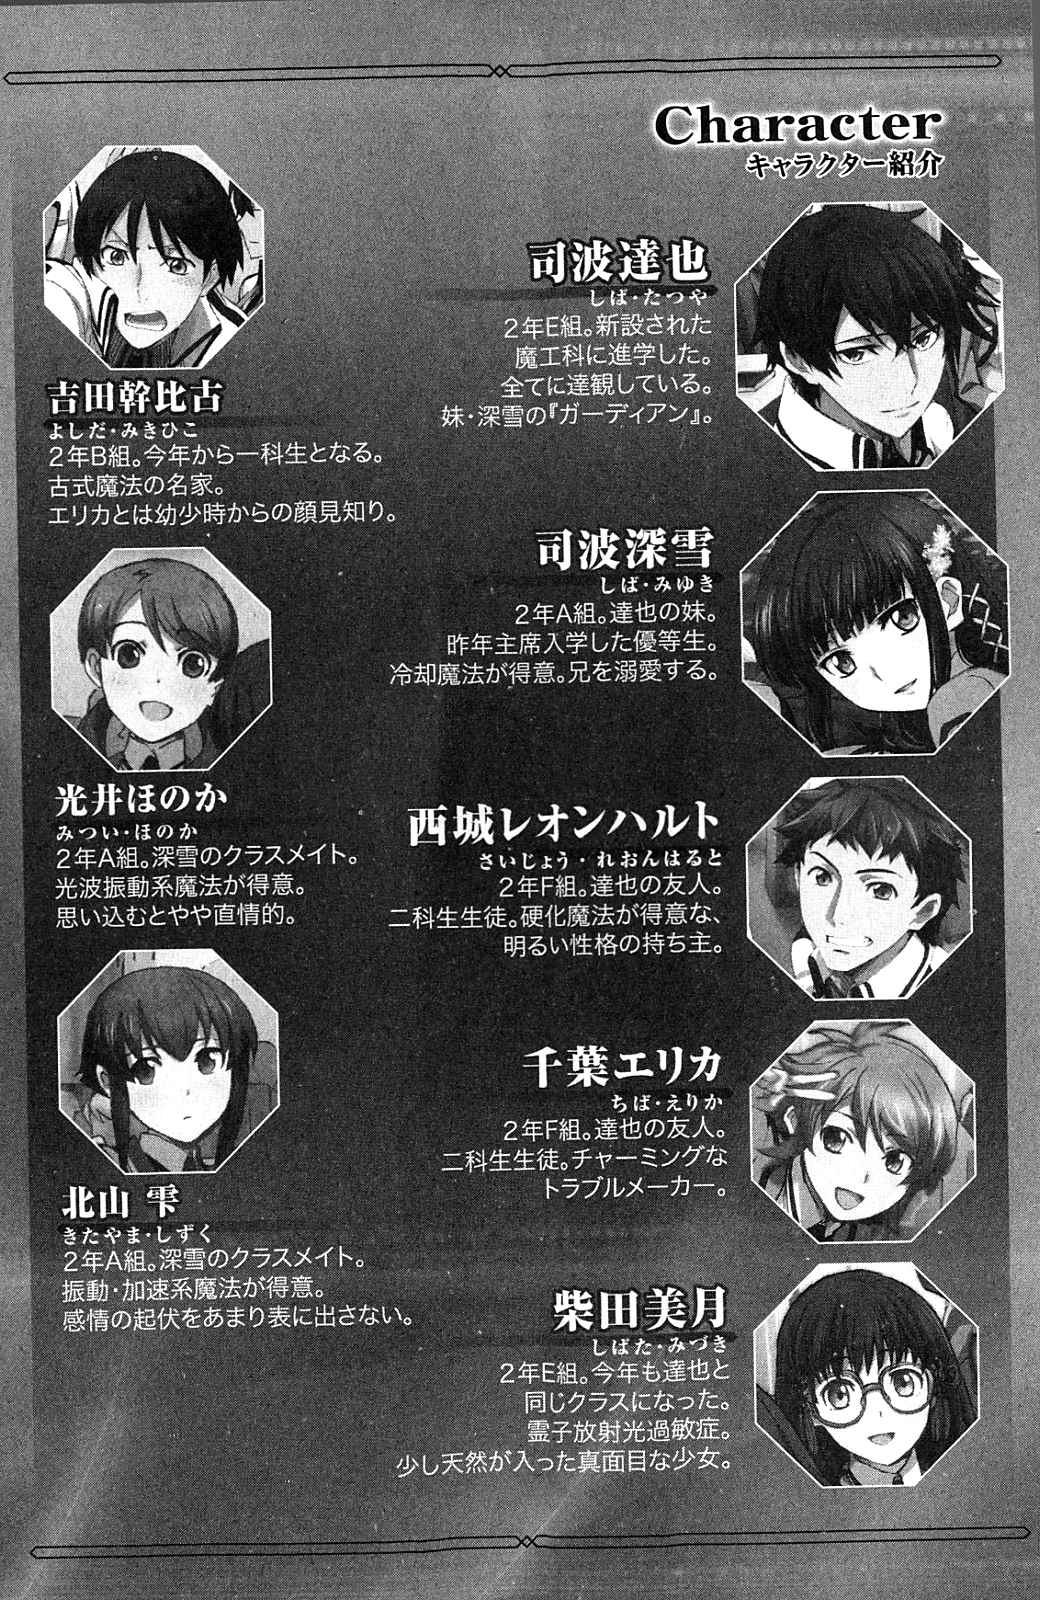 Character
キャラクター紹介
司波達也
しば・たつや
2年E組。新設された
魔工科に進学した。
全てに達観している。
妹・深雪の『ガーディアン』。
司波深雪
しば・みゆき
2年A組。達也の妹。
昨年主席入学した優等生。
冷却魔法が得意。兄を溺愛する。
西城レオンハルト
さいじょう・れおんはると
2年F組。達也の友人。
二科生生徒。硬化魔法が得意な、
明るい性格の持ち主。
千葉エリカ
ちば・えりか
2年F組。達也の友人。
二科生生徒。チャーミングな
トラブルメーカー。
柴田美月
しばた・みづき
2年E組。今年も達也と
同じクラスになった。
霊子放射光過敏症。
少し天然が入った真面目な少女。
吉田幹比古
よしだ・みきひこ
2年B組。今年から一科生となる。
古式魔法の名家。
エリカとは幼少時からの顔見知り。
光井ほのか
みつい・ほのか
2年A組。深雪のクラスメイト。
光波振動系魔法が得意。
思い込むとやや直情的。
北山 雫
きたやま・しずく
2年A組。深雪のクラスメイト。
振動・加速系魔法が得意。
感情の起伏をあまり表に出さない。